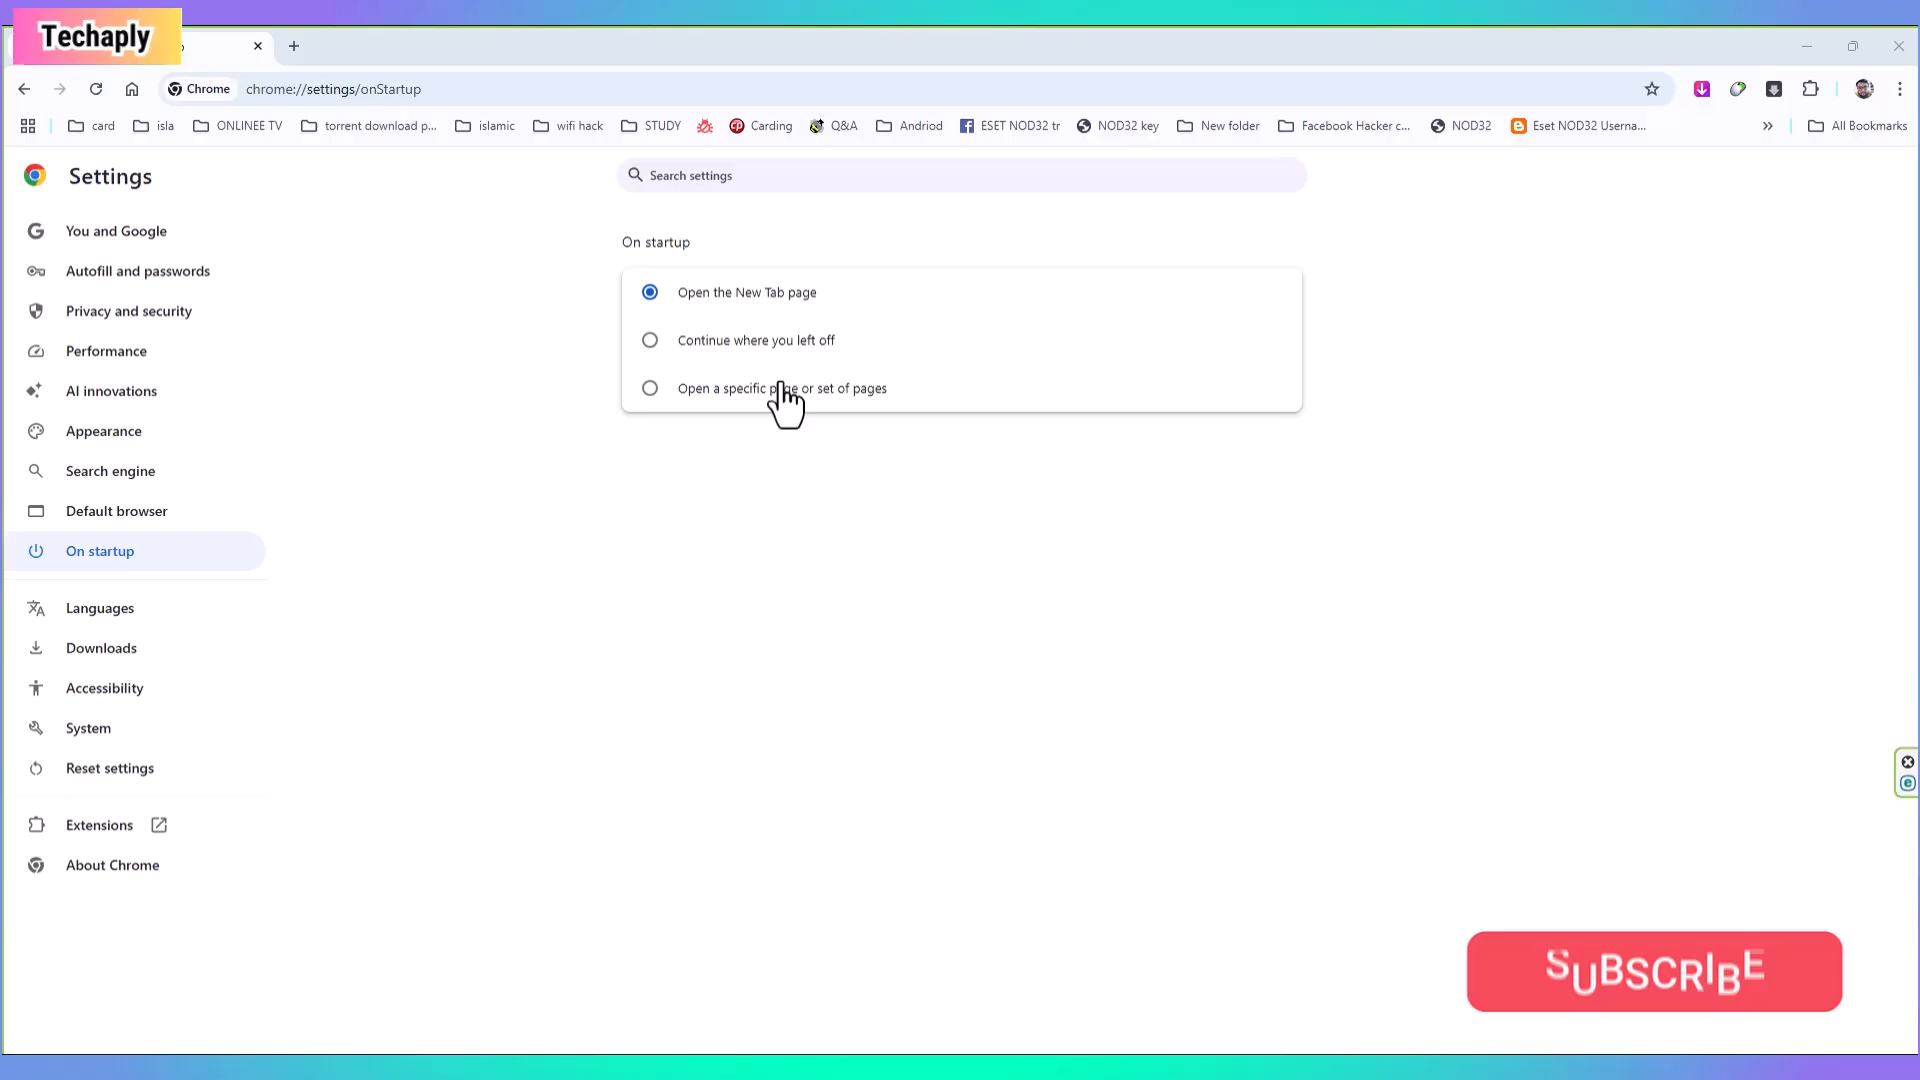 Techaply
Chrome chrome://settings/onStartup
card isla ONLINEE TV torrent download p... islamic wifi hack STUDY Carding Q&A Andriod ESET NOD32 tr NOD32 key New folder Facebook Hacker c... NOD32 Eset NOD32 Userna... All Bookmarks
Settings
Search settings
You and Google
Autofill and passwords
Privacy and security
Performance
AI innovations
Appearance
Search engine
Default browser
On startup
Languages
Downloads
Accessibility
System
Reset settings
Extensions
About Chrome
On startup
Open the New Tab page
Continue where you left off
Open a specific page or set of pages
SUBSCRIBE